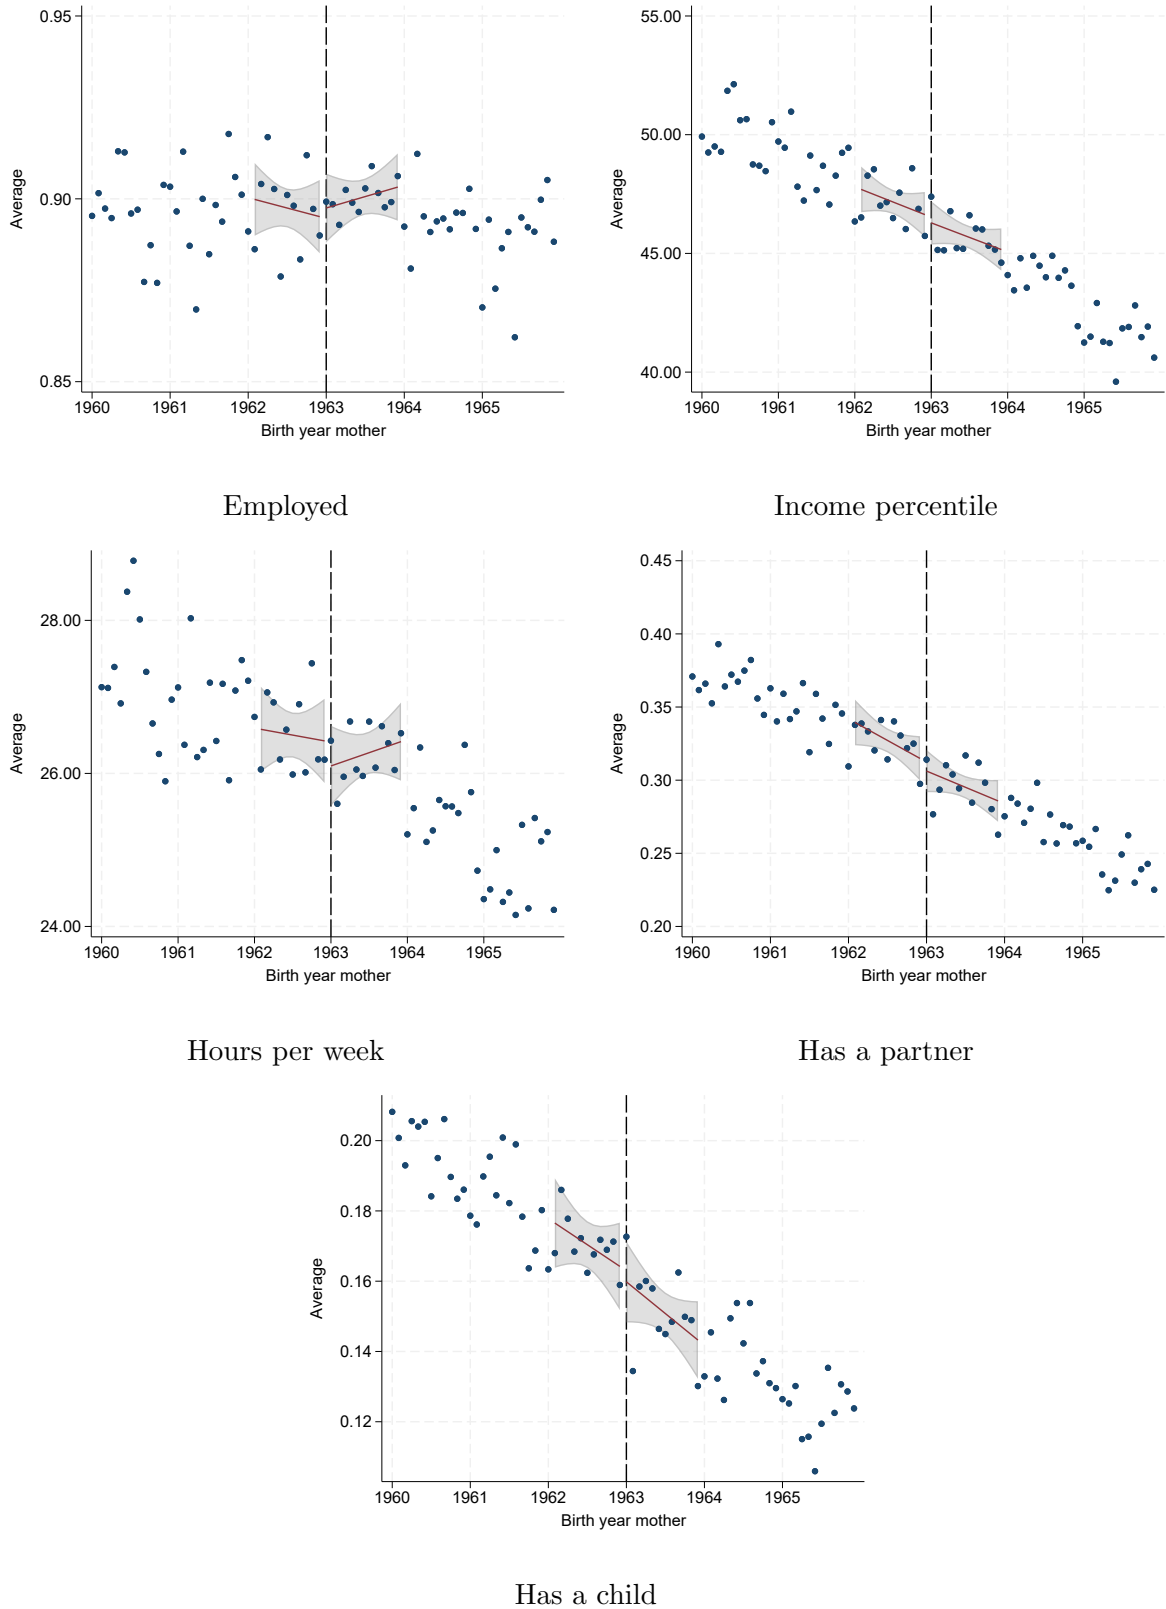 0.95
0.90
0.85
Average
1960 1961 1962 1963 1964 1965
Birth year mother
Employed
55.00
50.00
45.00
40.00
Average
1960 1961 1962 1963 1964 1965
Birth year mother
Income percentile
28.00
26.00
24.00
Average
1960 1961 1962 1963 1964 1965
Birth year mother
Hours per week
0.45
0.40
0.35
0.30
0.25
0.20
Average
1960 1961 1962 1963 1964 1965
Birth year mother
Has a partner
0.20
0.18
0.16
0.14
0.12
Average
1960 1961 1962 1963 1964 1965
Birth year mother
Has a child